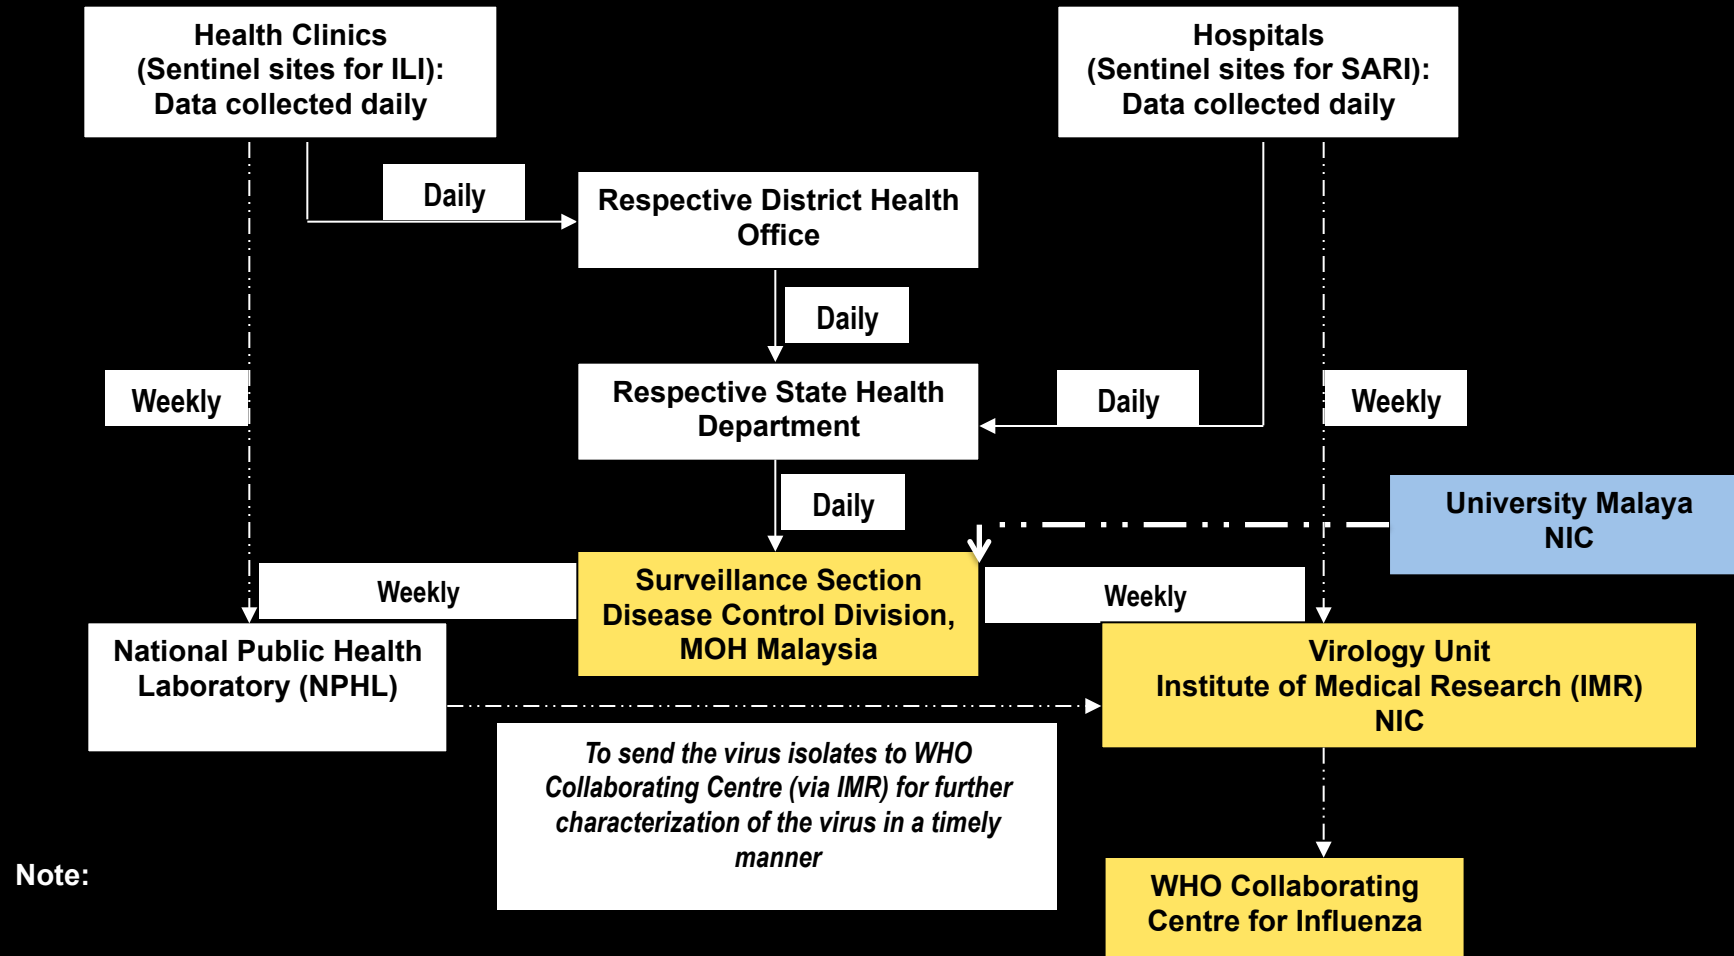 Health Clinics
(Sentinel sites for ILI):
Data collected daily
Hospitals
(Sentinel sites for SARI):
Data collected daily
Daily
Respective District Health
Office
Daily
Respective State Health
Department
Weekly
Daily
Weekly
Daily
University Malaya
NIC
Weekly
Surveillance Section
Disease Control Division,
MOH Malaysia
Weekly
National Public Health
Laboratory (NPHL)
Virology Unit
Institute of Medical Research (IMR)
NIC
To send the virus isolates to WHO
Collaborating Centre (via IMR) for further
characterization of the virus in a timely
manner
Note:
WHO Collaborating
Centre for Influenza